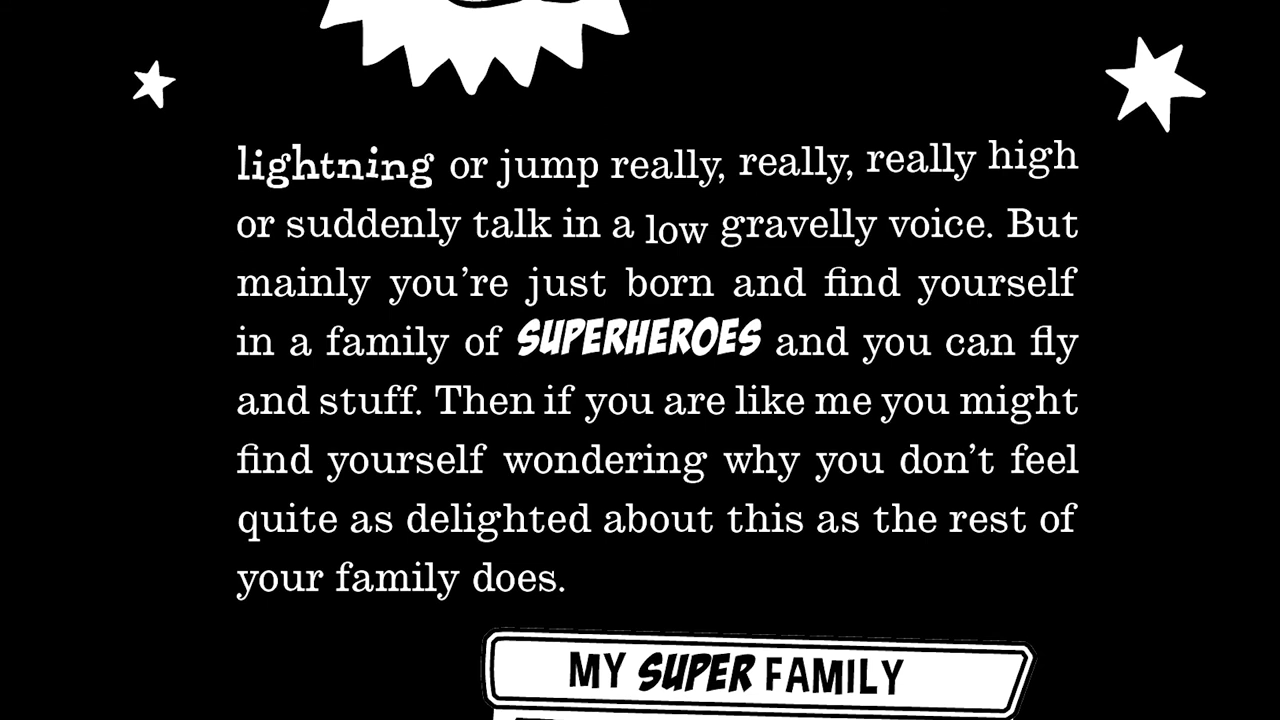 lightning or jump really, really, really high
or suddenly talk in a low gravelly voice. But
mainly you’re just born and find yourself
in a family of SUPERHEROES and you can fly
and stuff. Then if you are like me you might
find yourself wondering why you don’t feel
quite as delighted about this as the rest of
your family does.
MY SUPER FAMILY